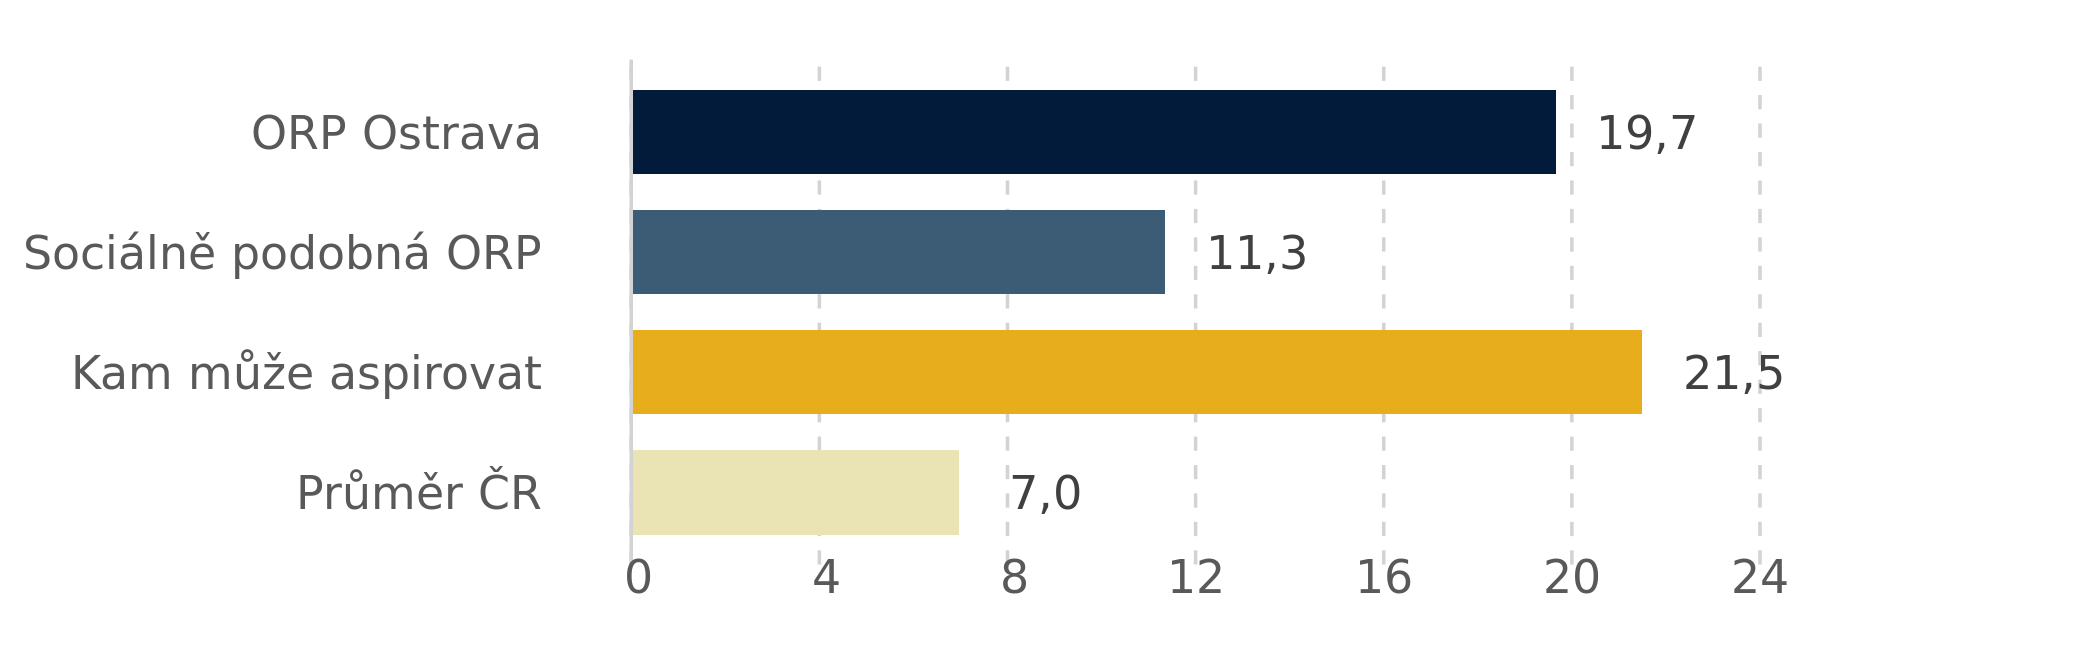 ORP Ostrava 19,7
Sociálně podobná ORP 11,3
Kam může aspirovat 21,5
Průměr ČR 7,0
0 4 8 12 16 20 24